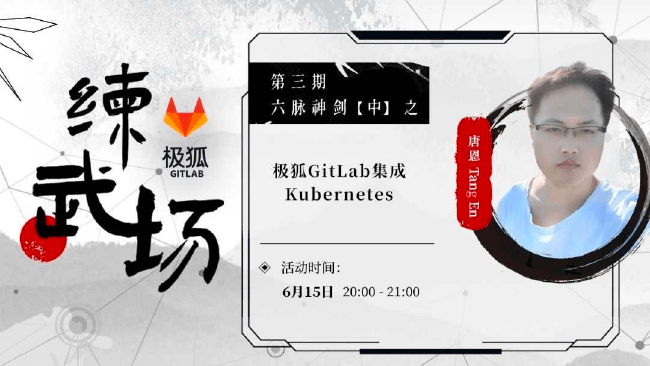 练武场
极狐
GITLAB
第三期
六脉神剑【中】之
极狐GitLab集成
Kubernetes
活动时间：
6月15日 20:00 - 21:00
唐恩 Tang En